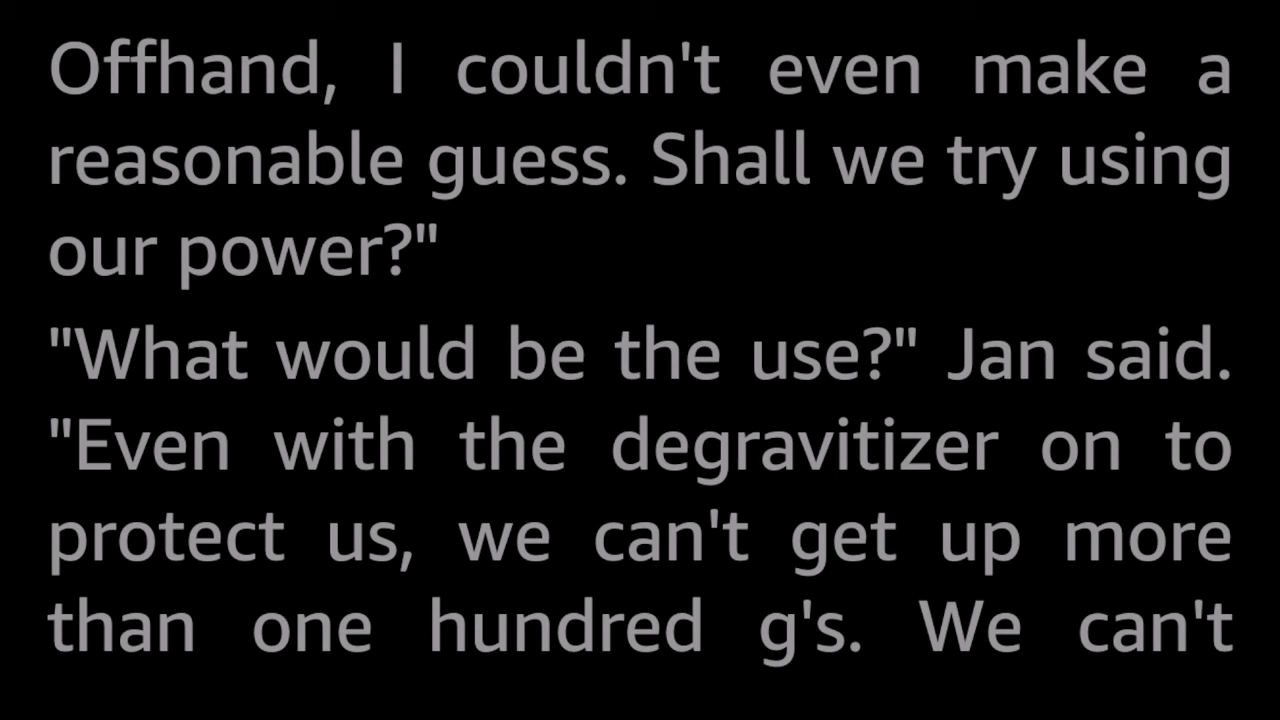 Offhand, I couldn't even make a
reasonable guess. Shall we try using
our power?"
"What would be the use?" Jan said.
"Even with the degravitizer on to
protect us, we can't get up more
than one hundred g's. We can't